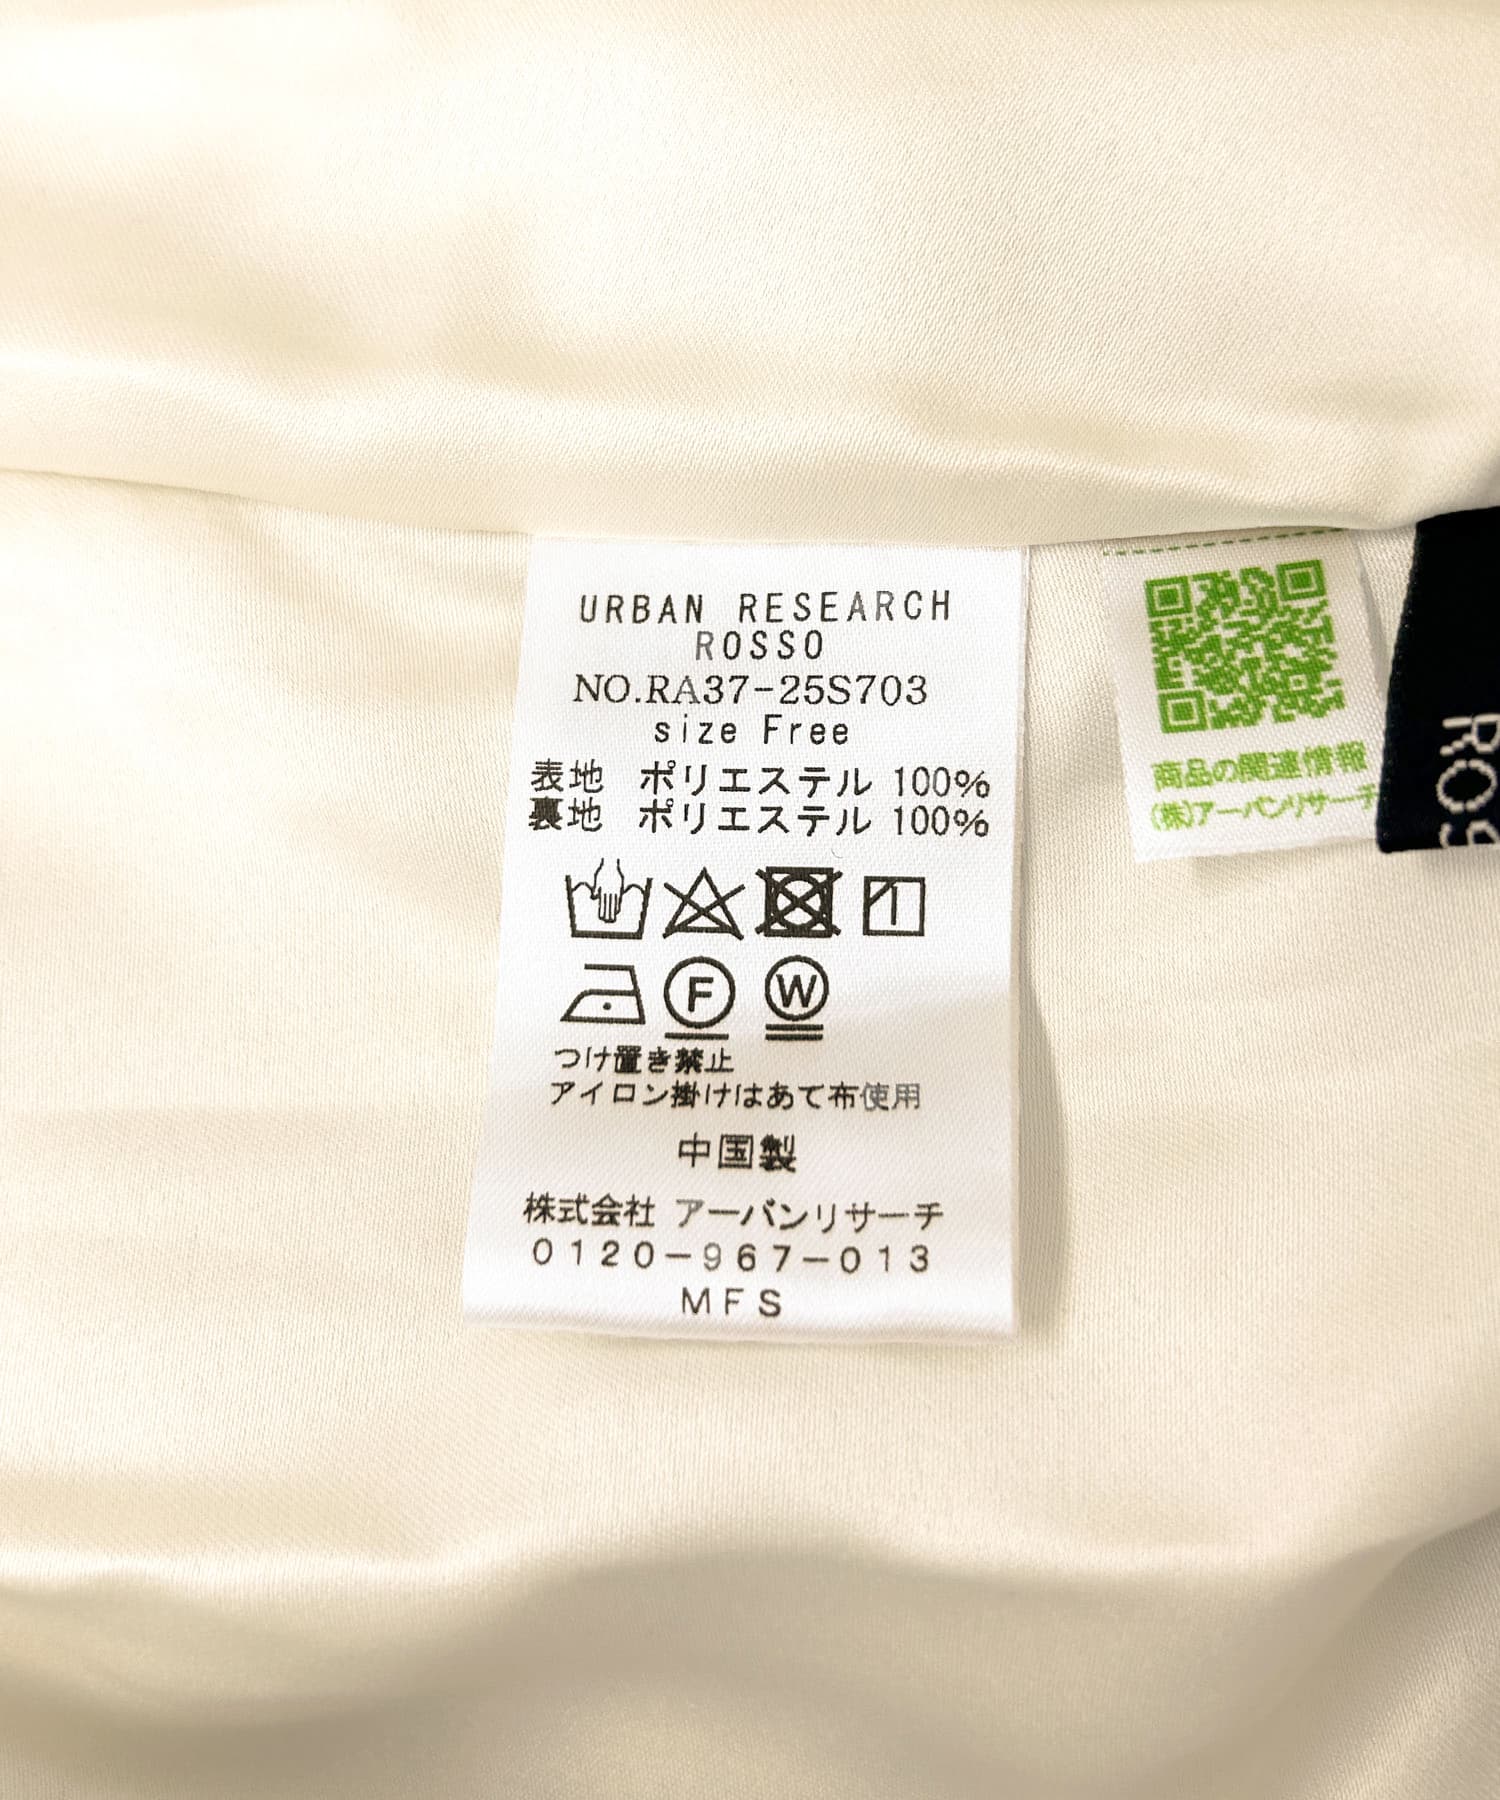 URBAN RESEARCH
ROSSO
NO.RA37-25S703
size Free
表地 ポリエステル 100%
裏地 ポリエステル 100%
F W
つけ置き禁止
アイロン掛けはあて布使用
中国製
株式会社 アーバンリサーチ
0120-967-013
MFS
商品の関連情報
(株)アーバンリサーチ